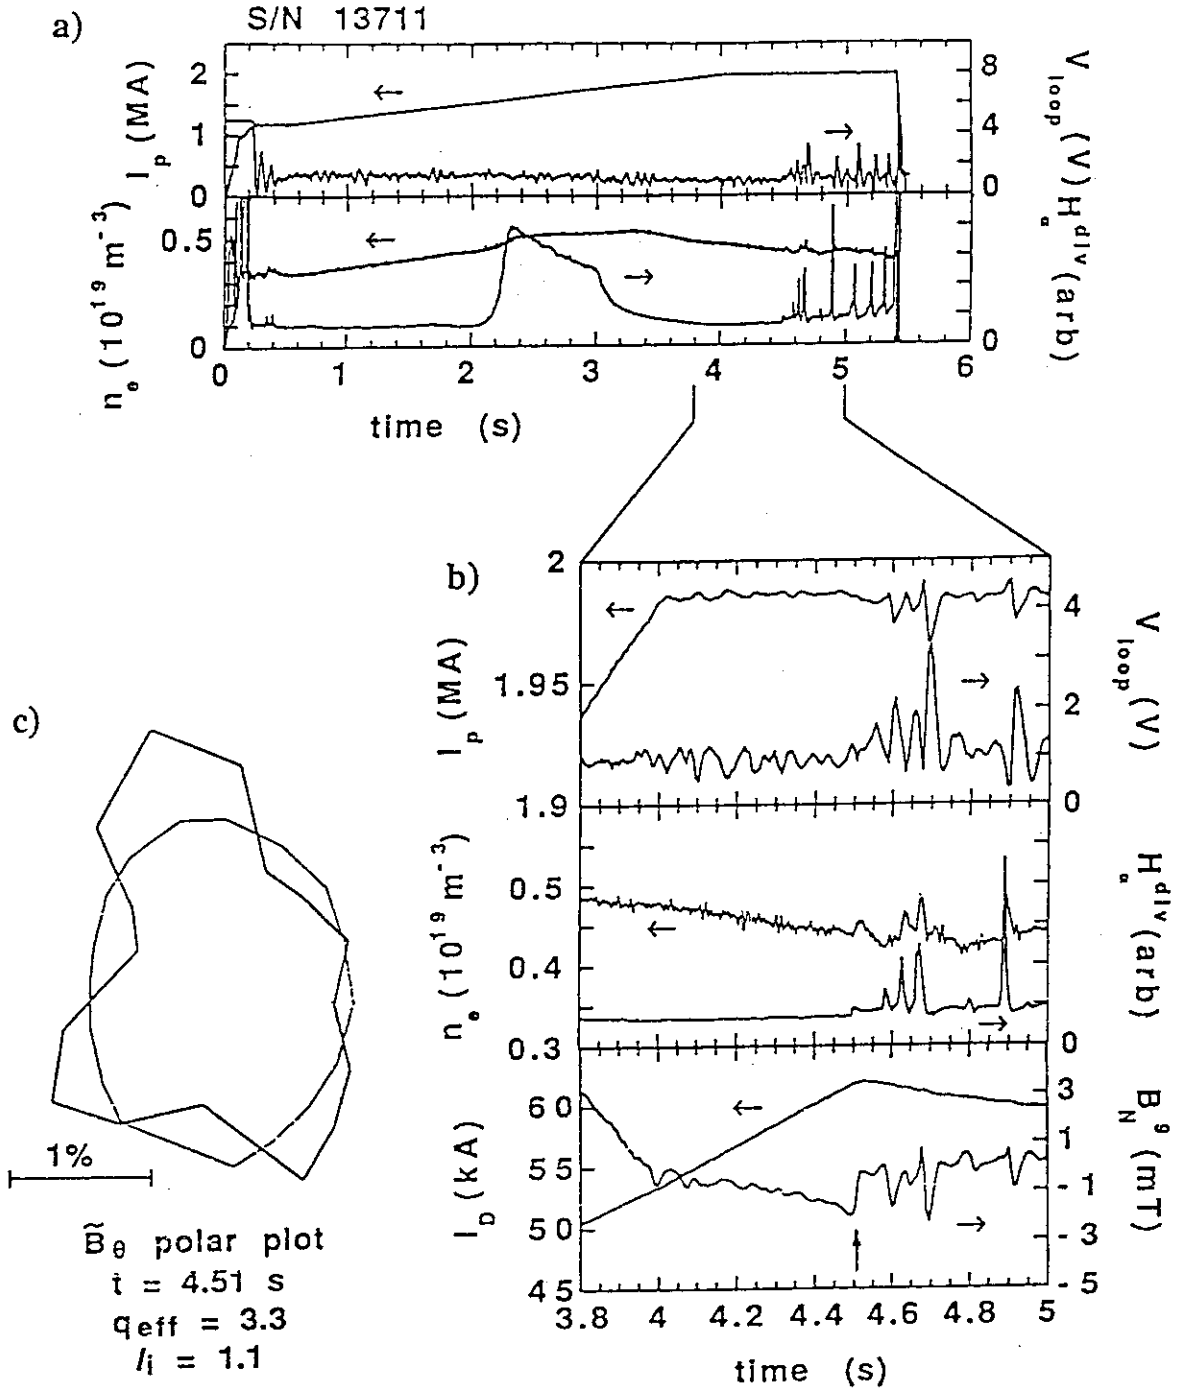 a)
S/N 13711
I_p (MA)
2
1
0
8
4
0
V_loop (V)
n_e (10^19 m^-3)
0.5
0
0
H_α^div (arb)
0 1 2 3 4 5 6
time (s)
b)
I_p (MA)
2
1.95
1.9
4
2
0
V_loop (V)
n_e (10^19 m^-3)
0.5
0.4
0.3
0
H_α^div (arb)
I_D (kA)
60
55
50
45
3
1
-1
-3
-5
B_N^9 (mT)
3.8 4 4.2 4.4 4.6 4.8 5
time (s)
c)
1%
B̃_θ polar plot
t = 4.51 s
q_eff = 3.3
l_i = 1.1